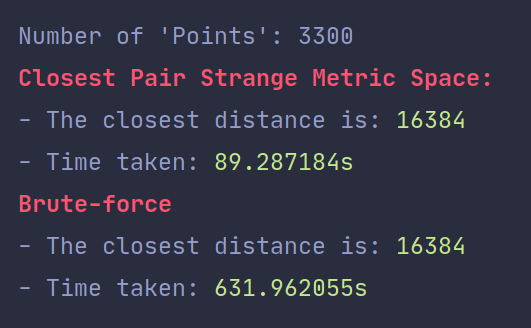 Number of 'Points': 3300
Closest Pair Strange Metric Space:
- The closest distance is: 16384
- Time taken: 89.287184s
Brute-force
- The closest distance is: 16384
- Time taken: 631.962055s